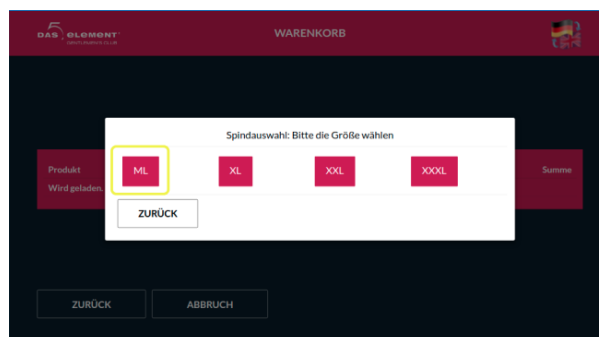 DAS 5 ELEMENT
WARENKORB
Spindauswahl: Bitte die Größe wählen
ML XL XXL XXXL
ZURÜCK
Produkt Summe
Wird geladen.
ZURÜCK ABBRUCH